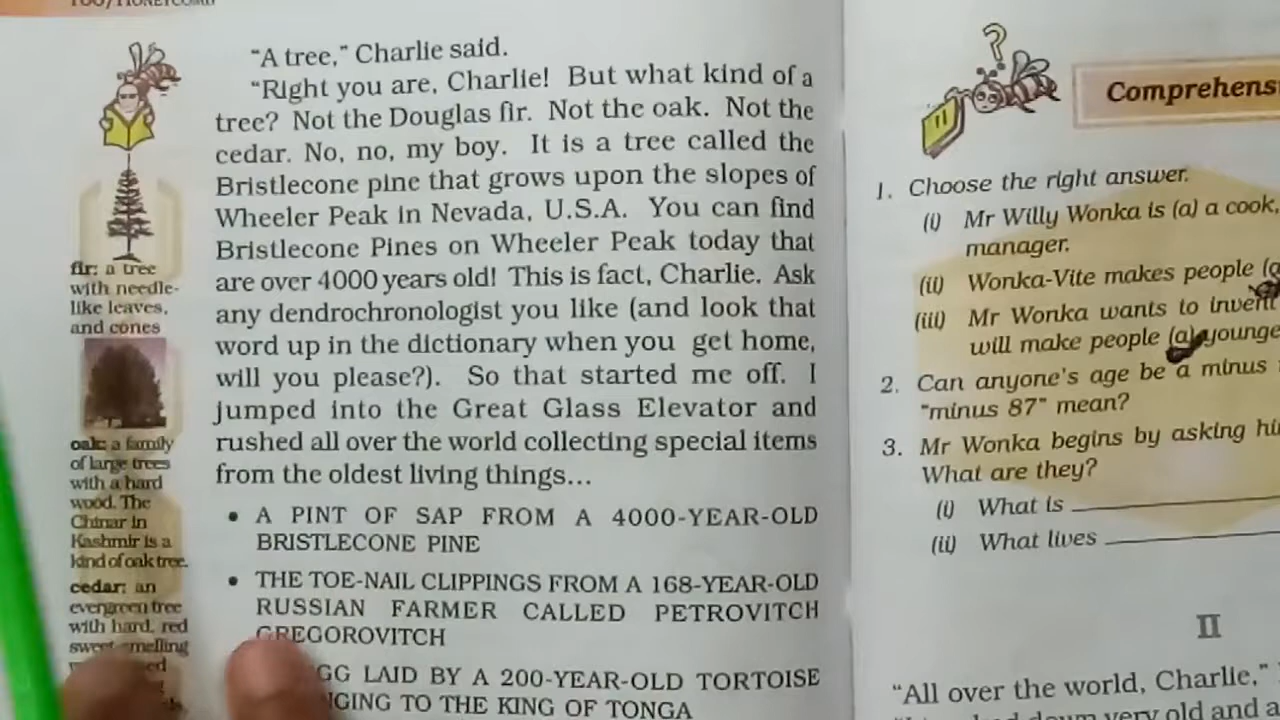 "A tree," Charlie said.
"Right you are, Charlie! But what kind of a
tree? Not the Douglas fir. Not the oak. Not the
cedar. No, no, my boy. It is a tree called the
Bristlecone pine that grows upon the slopes of
Wheeler Peak in Nevada, U.S.A. You can find
Bristlecone Pines on Wheeler Peak today that
are over 4000 years old! This is fact, Charlie. Ask
any dendrochronologist you like (and look that
word up in the dictionary when you get home,
will you please?). So that started me off. I
jumped into the Great Glass Elevator and
rushed all over the world collecting special items
from the oldest living things...
• A PINT OF SAP FROM A 4000-YEAR-OLD
BRISTLECONE PINE
• THE TOE-NAIL CLIPPINGS FROM A 168-YEAR-OLD
RUSSIAN FARMER CALLED PETROVITCH
GREGOROVITCH
LAID BY A 200-YEAR-OLD TORTOISE
TO THE KING OF TONGA
fir: a tree
with needle-
like leaves,
and cones
oak: a family
of large trees
with a hard
wood. The
Chinar in
Kashmir is a
kind of oak tree.
cedar: an
evergreen tree
with hard, red
sweet-smelling
1. Choose the right answer.
(i) Mr Willy Wonka is (a) a cook,
manager.
(ii) Wonka-Vite makes people
(iii) Mr Wonka wants to invent
will make people (a) younge
2. Can anyone's age be a minus
"minus 87" mean?
3. Mr Wonka begins by asking
What are they?
(i) What is
(ii) What lives
II
"All over the world, Charlie,"
down very old and a